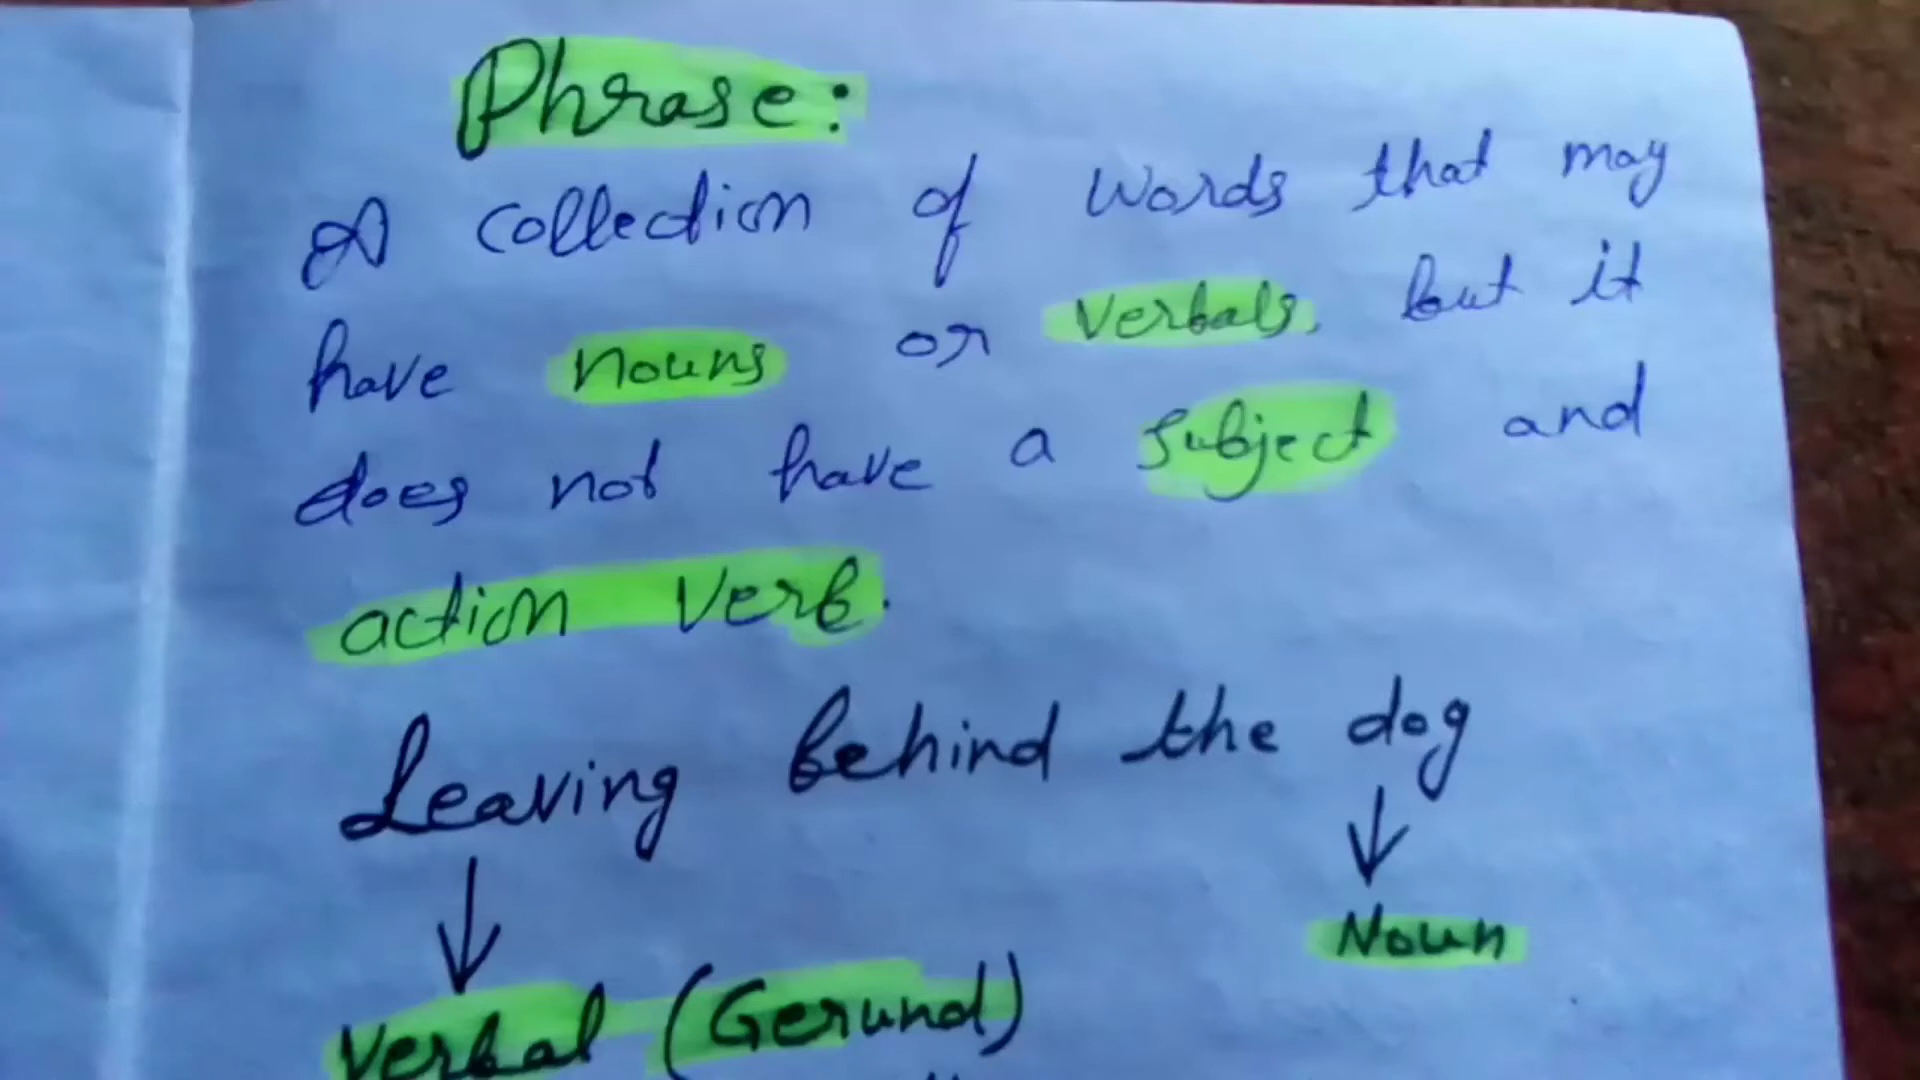 Phrase:
A collection of words that may
have nouns or verbals, but it
does not have a subject and
action verb.
Leaving behind the dog
Noun
Verbal (Gerund)